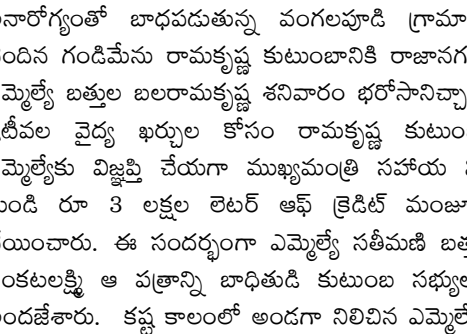 నారోగ్యంతో బాధపడుతున్న వంగలపూడి గ్రామా
ందిన గండిమేను రామకృష్ణ కుటుంబానికి రాజానగ
మ్మెల్యే బత్తుల బలరామకృష్ణ శనివారం భరోసానిచ్చా
టీవల వైద్య ఖర్చుల కోసం రామకృష్ణ కుటుం
మ్మెల్యేకు విజ్ఞప్తి చేయగా ముఖ్యమంత్రి సహాయ
ుండి రూ 3 లక్షల లెటర్ ఆఫ్ క్రెడిట్ మంజూ
యించారు. ఈ సందర్భంగా ఎమ్మెల్యే సతీమణి బత్త
ంకటలక్ష్మి ఆ పత్రాన్ని బాధితుడి కుటుంబ సభ్యుల
ందజేశారు. కష్ట కాలంలో అండగా నిలిచిన ఎమ్మెల్యే